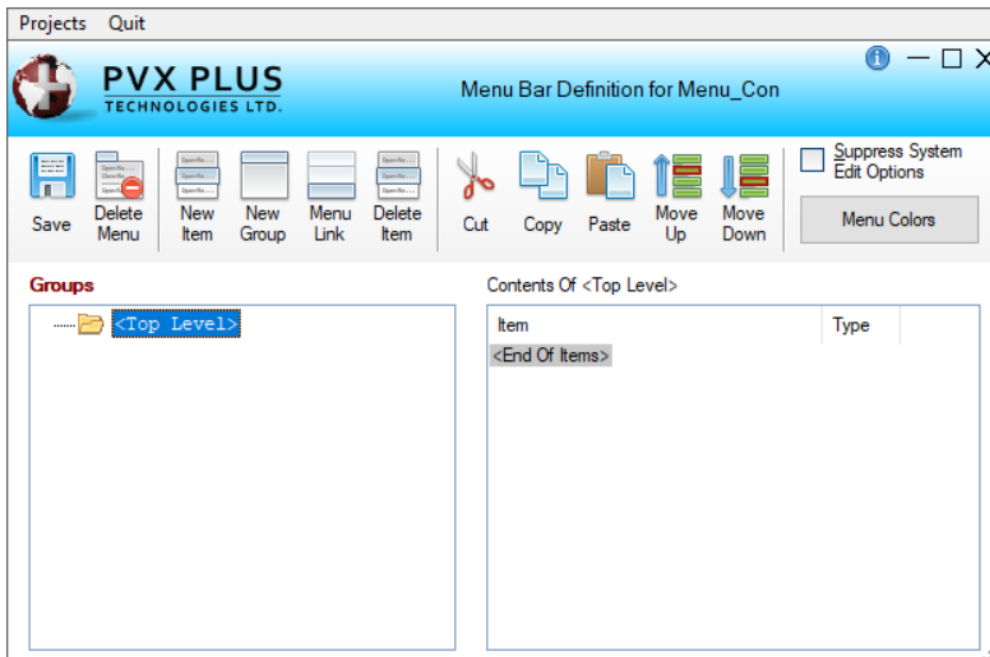 Projects Quit
PVX PLUS
TECHNOLOGIES LTD.
Menu Bar Definition for Menu_Con
Save
Delete Menu
New Item
New Group
Menu Link
Delete Item
Cut
Copy
Paste
Move Up
Move Down
Suppress System
Edit Options
Menu Colors
Groups
<Top Level>
Contents Of <Top Level>
Item Type
<End Of Items>